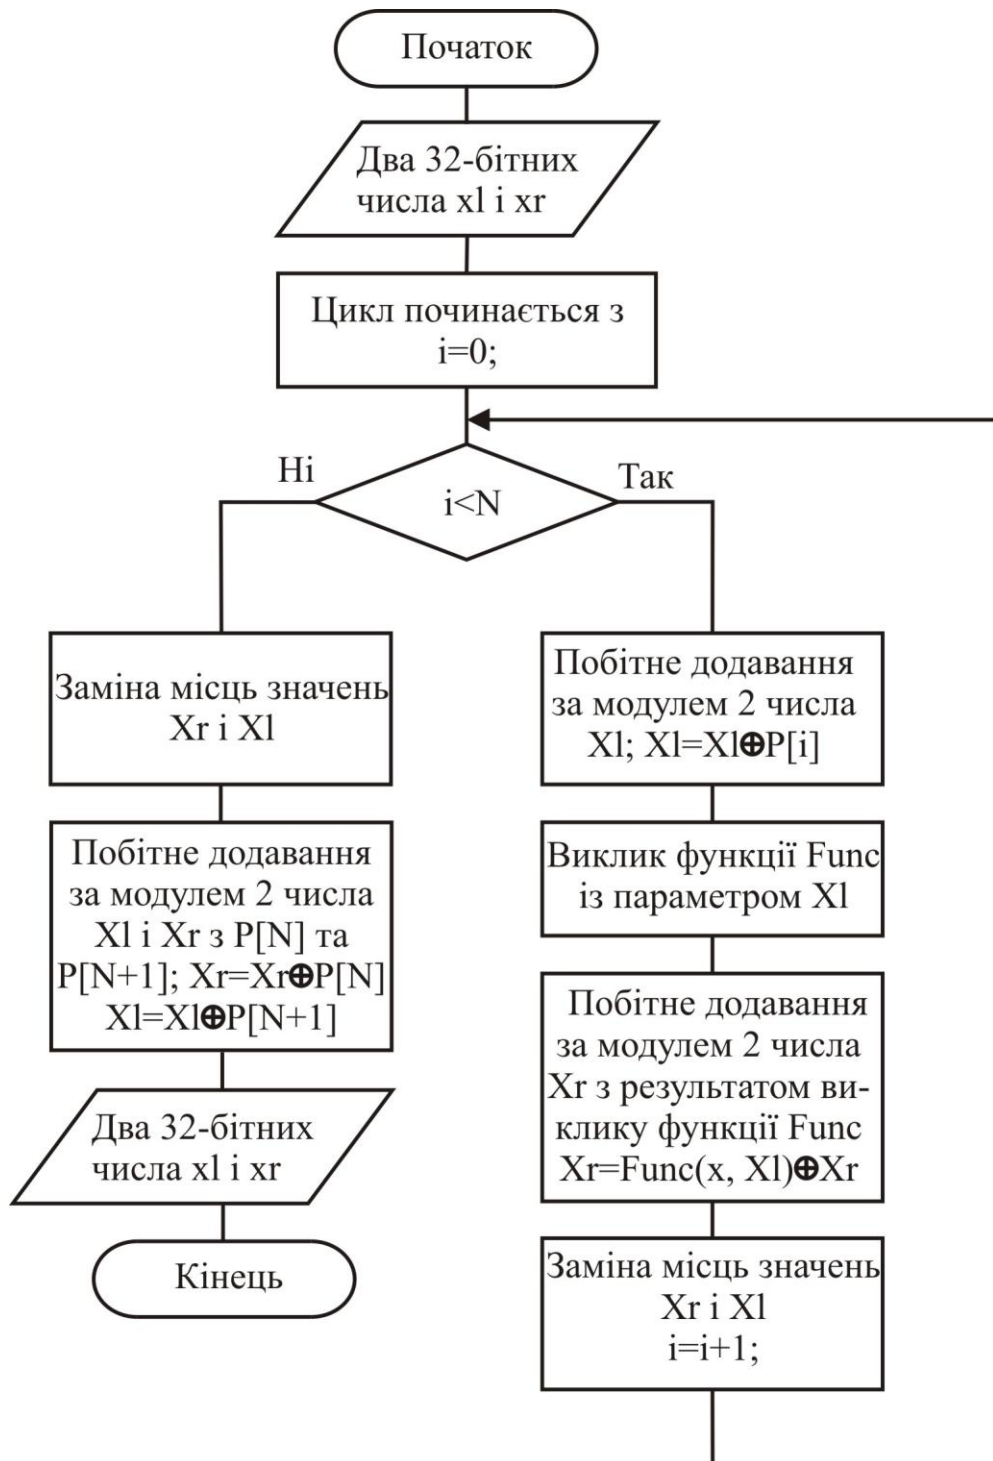 Початок
Два 32-бітних
числа xl і xr
Цикл починається з
i=0;
Ні
Так
i<N
Заміна місць значень
Xr і Xl
Побітне додавання
за модулем 2 числа
Xl і Xr з P[N] та
P[N+1]; Xr=Xr⊕P[N]
Xl=Xl⊕P[N+1]
Два 32-бітних
числа xl і xr
Кінець
Побітне додавання
за модулем 2 числа
Xl; Xl=Xl⊕P[i]
Виклик функції Func
із параметром Xl
Побітне додавання
за модулем 2 числа
Xr з результатом ви-
клику функції Func
Xr=Func(x, Xl)⊕Xr
Заміна місць значень
Xr і Xl
i=i+1;